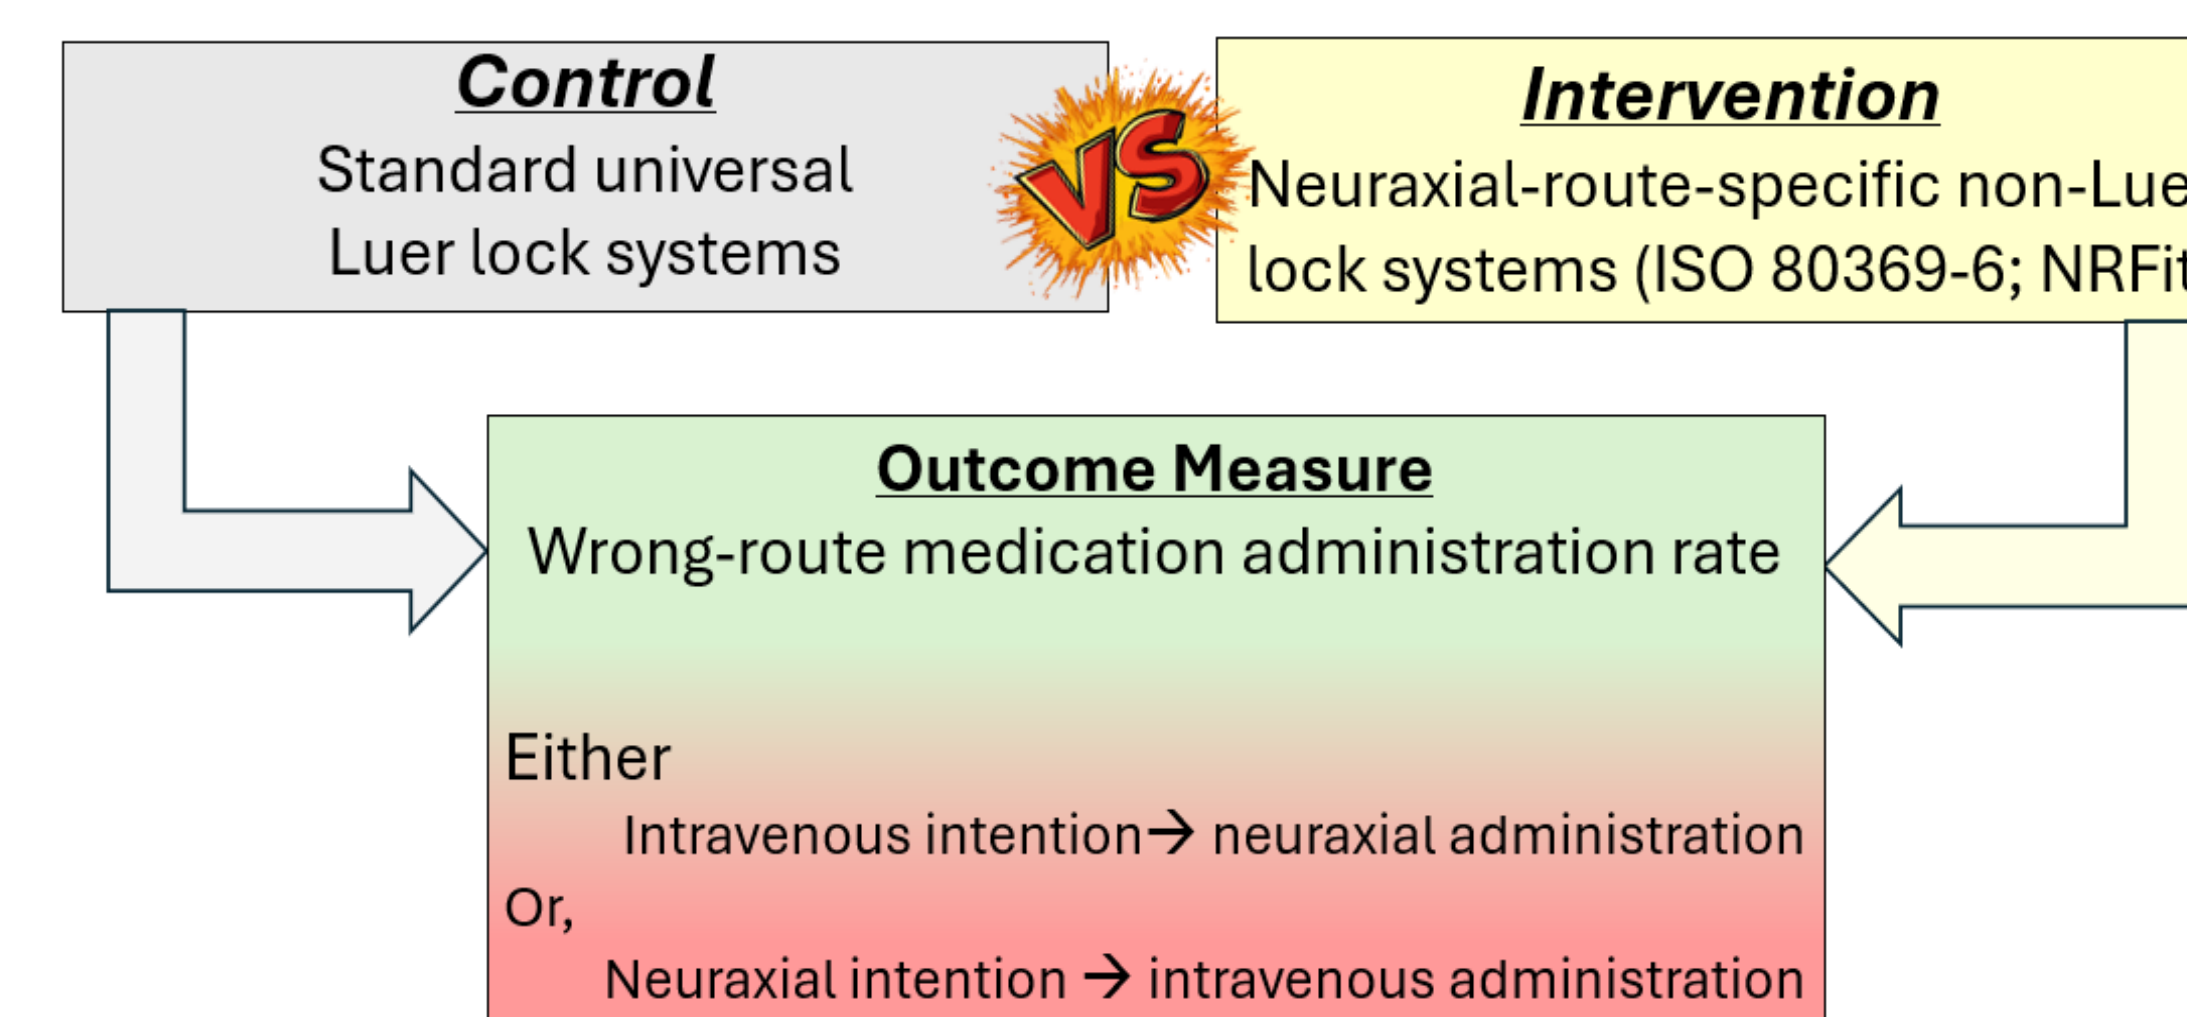 Control
Standard universal
Luer lock systems
VS
Intervention
Neuraxial-route-specific non-Lue
lock systems (ISO 80369-6; NRFit
Outcome Measure
Wrong-route medication administration rate
Either
Intravenous intention→ neuraxial administration
Or,
Neuraxial intention → intravenous administration